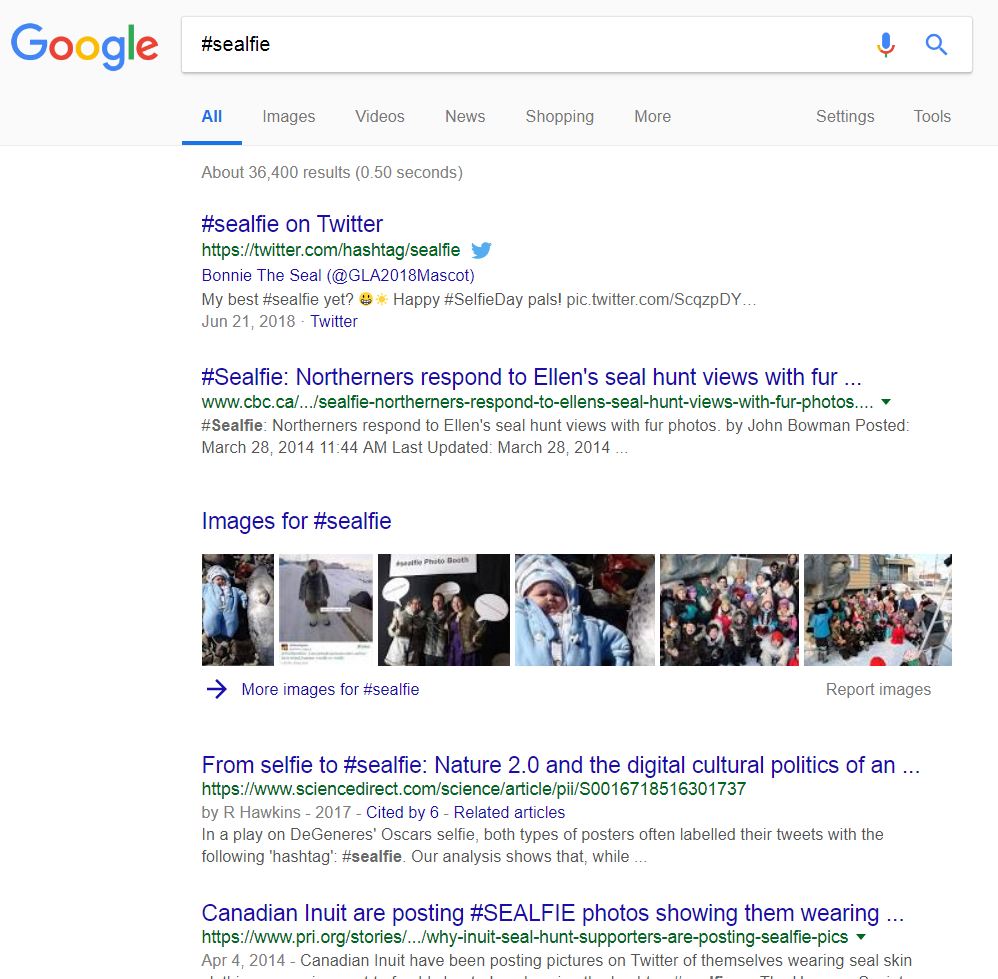 Google
#sealfie
All Images Videos News Shopping More Settings Tools
About 36,400 results (0.50 seconds)
#sealfie on Twitter
https://twitter.com/hashtag/sealfie
Bonnie The Seal (@GLA2018Mascot)
My best #sealfie yet? 😀☀️ Happy #SelfieDay pals! pic.twitter.com/ScqzpDY…
Jun 21, 2018 · Twitter
#Sealfie: Northerners respond to Ellen's seal hunt views with fur ...
www.cbc.ca/.../sealfie-northerners-respond-to-ellens-seal-hunt-views-with-fur-photos....
#Sealfie: Northerners respond to Ellen's seal hunt views with fur photos. by John Bowman Posted:
March 28, 2014 11:44 AM Last Updated: March 28, 2014 ...
Images for #sealfie
#sealfie Photo Booth
More images for #sealfie
Report images
From selfie to #sealfie: Nature 2.0 and the digital cultural politics of an ...
https://www.sciencedirect.com/science/article/pii/S0016718516301737
by R Hawkins - 2017 - Cited by 6 - Related articles
In a play on DeGeneres' Oscars selfie, both types of posters often labelled their tweets with the
following 'hashtag': #sealfie. Our analysis shows that, while ...
Canadian Inuit are posting #SEALFIE photos showing them wearing ...
https://www.pri.org/stories/.../why-inuit-seal-hunt-supporters-are-posting-sealfie-pics
Apr 4, 2014 - Canadian Inuit have been posting pictures on Twitter of themselves wearing seal skin